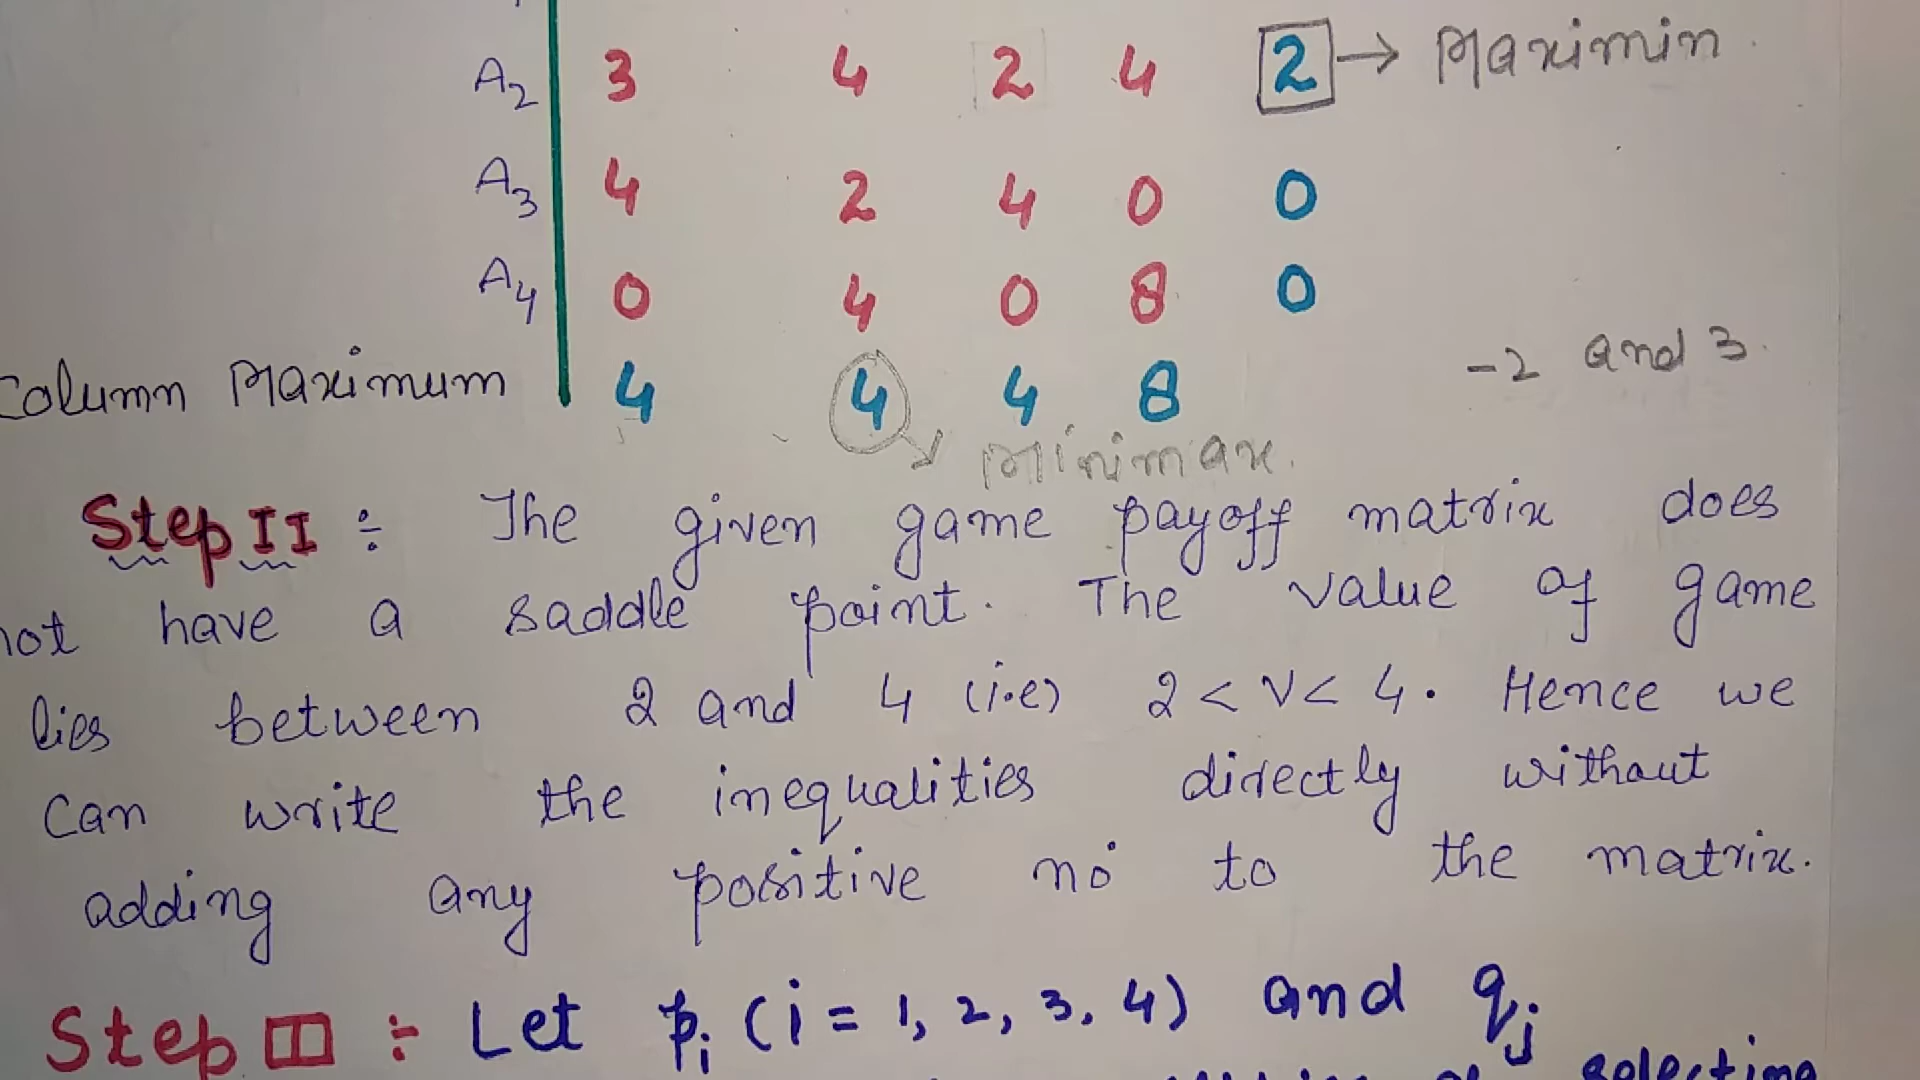 A2 3 4 2 4 2 → Maximin
A3 4 2 4 0 0
A4 0 4 0 8 0
-2 and 3.
Column Maximum 4 4 4 8
Minimax.
Step II ÷ The given game payoff matrix does
not have a saddle point. The value of game
lies between 2 and 4 (i.e) 2 < V < 4. Hence we
can write the inequalities directly without
adding any positive no to the matrix.
Step III ÷ Let pi (i = 1, 2, 3, 4) and qj
selecting